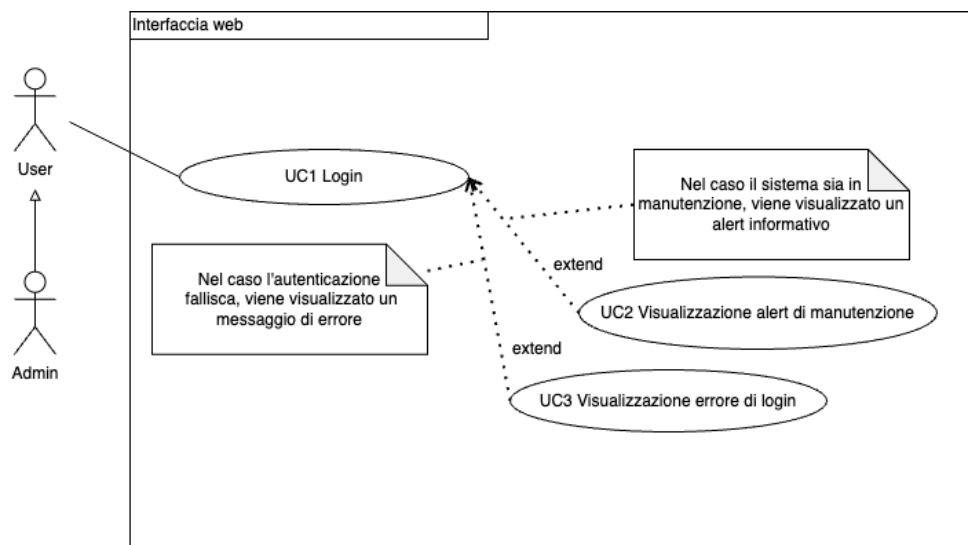 Interfaccia web
User
UC1 Login
Nel caso il sistema sia in
manutenzione, viene visualizzato un
alert informativo
Nel caso l'autenticazione
fallisca, viene visualizzato un
messaggio di errore
extend
UC2 Visualizzazione alert di manutenzione
extend
Admin
UC3 Visualizzazione errore di login